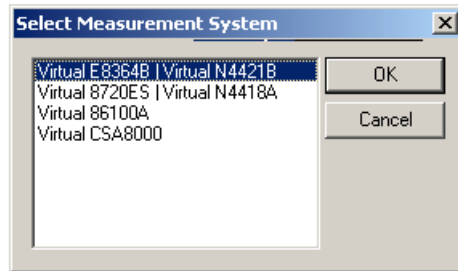 Select Measurement System
Virtual E8364B | Virtual N4421B
OK
Virtual 8720ES | Virtual N4418A
Virtual 86100A
Cancel
Virtual CSA8000